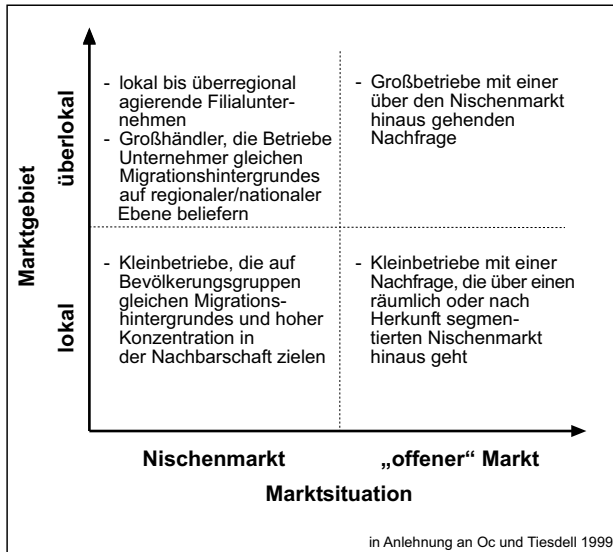 - lokal bis überregional
agierende Filialunter-
nehmen
- Großhändler, die Betriebe
Unternehmer gleichen
Migrationshintergrundes
auf regionaler/nationaler
Ebene beliefern
- Großbetriebe mit einer
über den Nischenmarkt
hinaus gehenden
Nachfrage
- Kleinbetriebe, die auf
Bevölkerungsgruppen
gleichen Migrations-
hintergrundes und hoher
Konzentration in
der Nachbarschaft zielen
- Kleinbetriebe mit einer
Nachfrage, die über einen
räumlich oder nach
Herkunft segmen-
tierten Nischenmarkt
hinaus geht
Marktgebiet
überlokal
lokal
Nischenmarkt
„offener“ Markt
Marktsituation
in Anlehnung an Oc und Tiesdell 1999